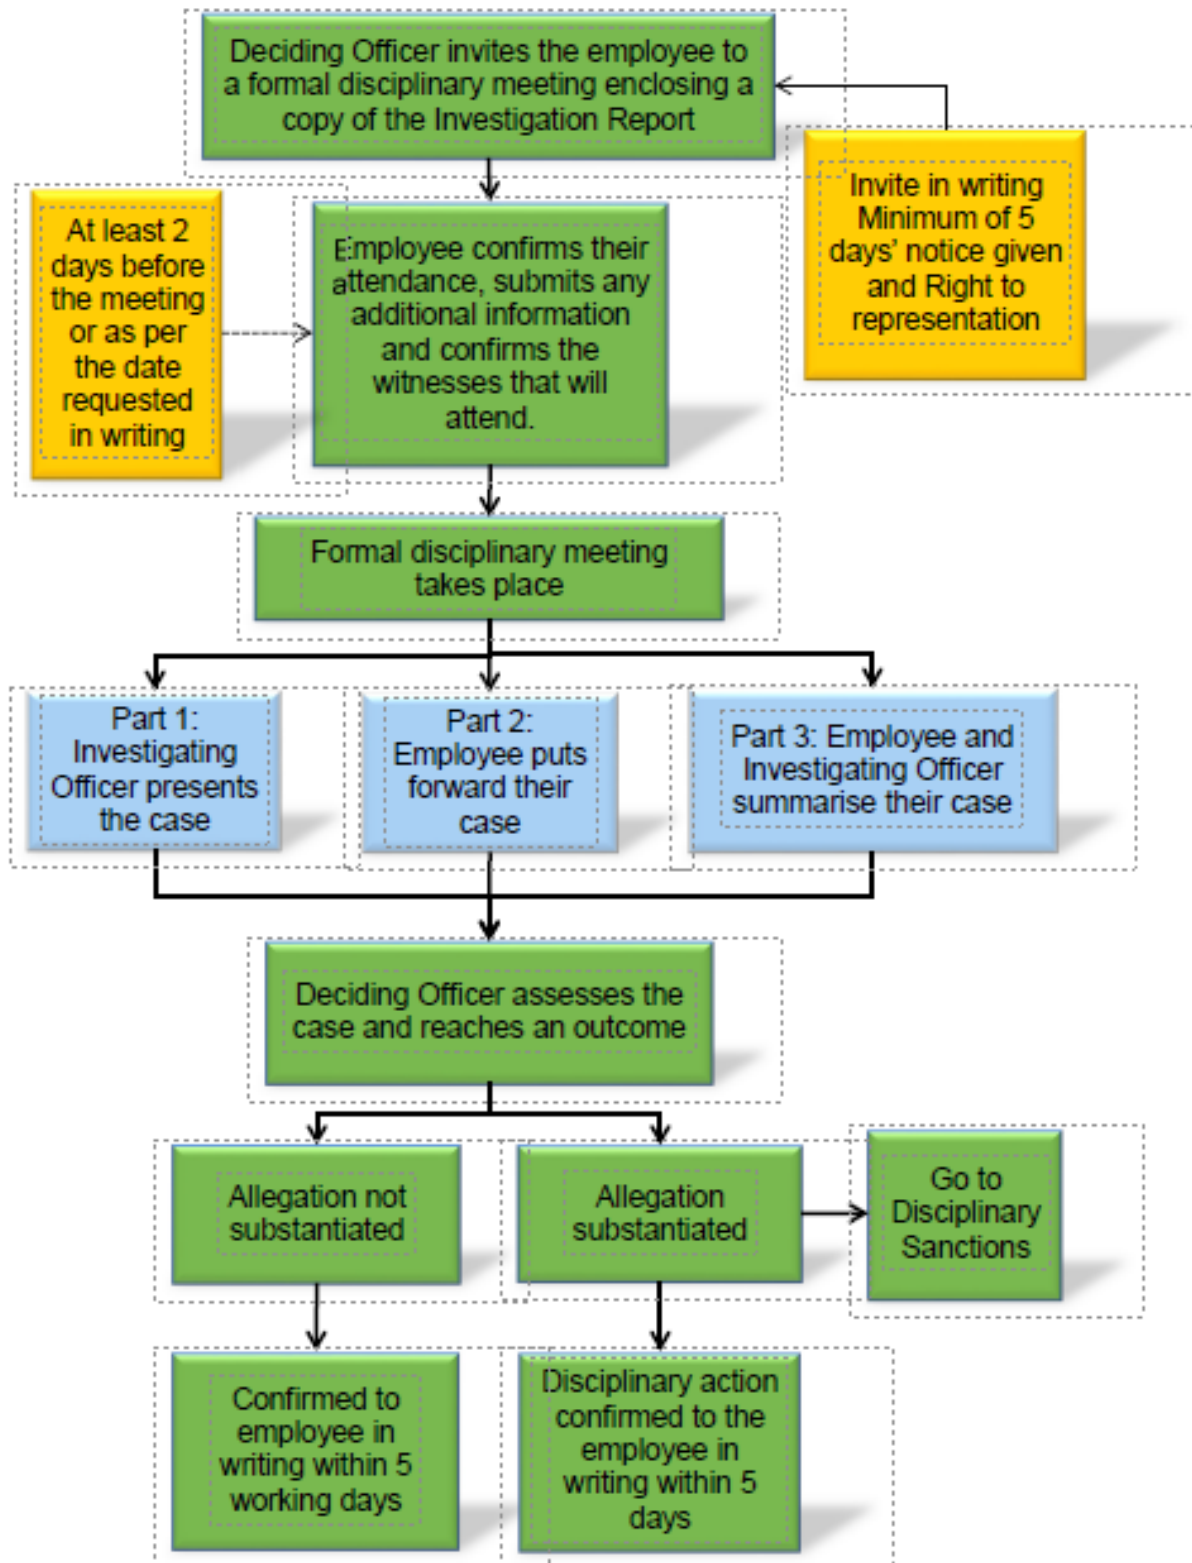 Deciding Officer invites the employee to
a formal disciplinary meeting enclosing a
copy of the Investigation Report
Invite in writing
Minimum of 5
days' notice given
and Right to
representation
At least 2
days before
the meeting
or as per
the date
requested
in writing
Employee confirms their
attendance, submits any
additional information
and confirms the
witnesses that will
attend.
Formal disciplinary meeting
takes place
Part 1:
Investigating
Officer presents
the case
Part 2:
Employee puts
forward their
case
Part 3: Employee and
Investigating Officer
summarise their case
Deciding Officer assesses the
case and reaches an outcome
Allegation not
substantiated
Allegation
substantiated
Go to
Disciplinary
Sanctions
Confirmed to
employee in
writing within 5
working days
Disciplinary action
confirmed to the
employee in
writing within 5
days